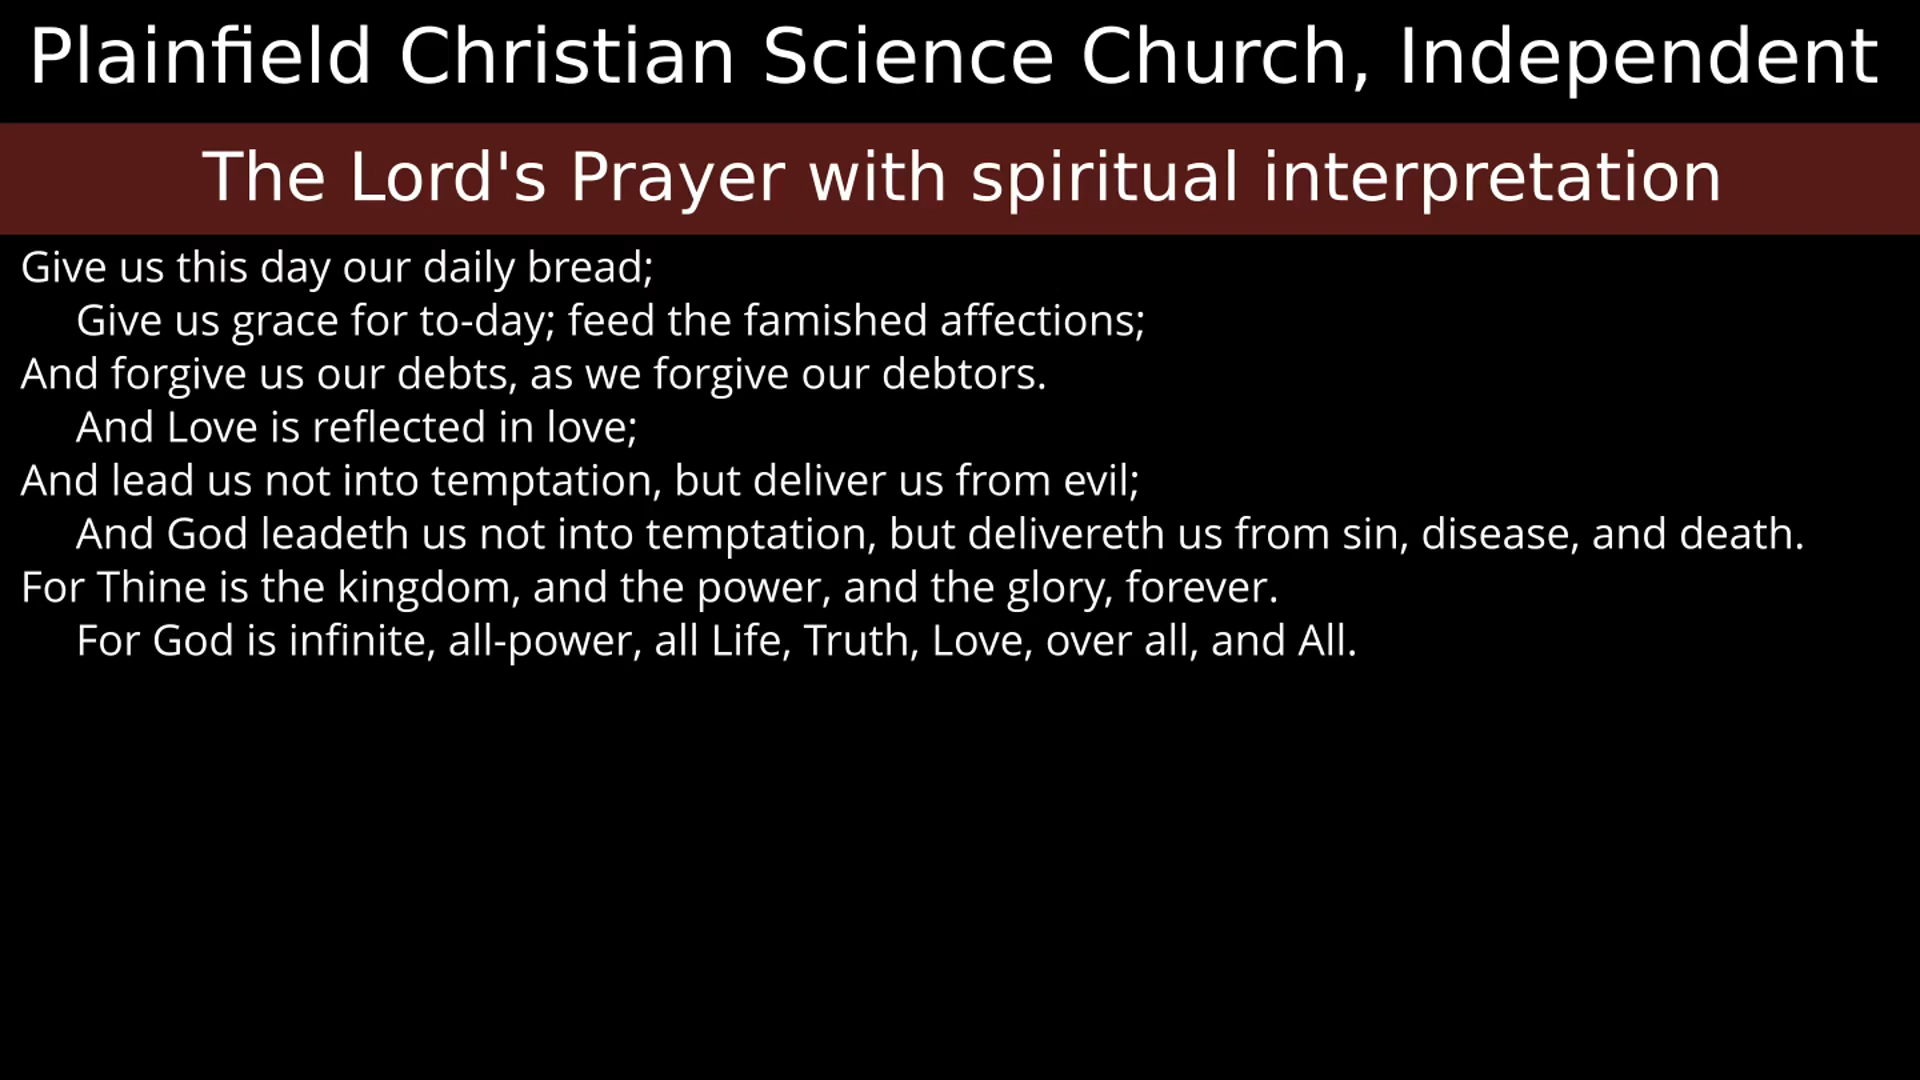 Plainfield Christian Science Church, Independent
The Lord's Prayer with spiritual interpretation
Give us this day our daily bread;
Give us grace for to-day; feed the famished affections;
And forgive us our debts, as we forgive our debtors.
And Love is reflected in love;
And lead us not into temptation, but deliver us from evil;
And God leadeth us not into temptation, but delivereth us from sin, disease, and death.
For Thine is the kingdom, and the power, and the glory, forever.
For God is infinite, all-power, all Life, Truth, Love, over all, and All.